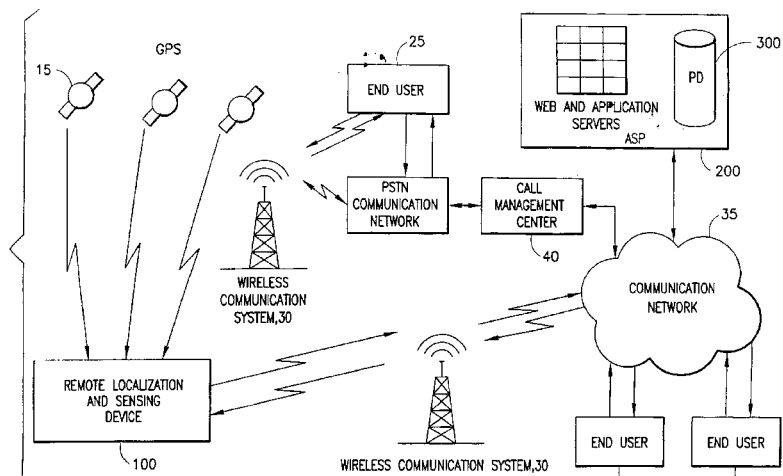 GPS
15
25
END USER
300
PD
WEB AND APPLICATION
SERVERS
ASP
200
PSTN
COMMUNICATION
NETWORK
CALL
MANAGEMENT
CENTER
40
35
COMMUNICATION
NETWORK
WIRELESS
COMMUNICATION
SYSTEM,30
REMOTE LOCALIZATION
AND SENSING
DEVICE
100
WIRELESS COMMUNICATION SYSTEM,30
END USER
END USER